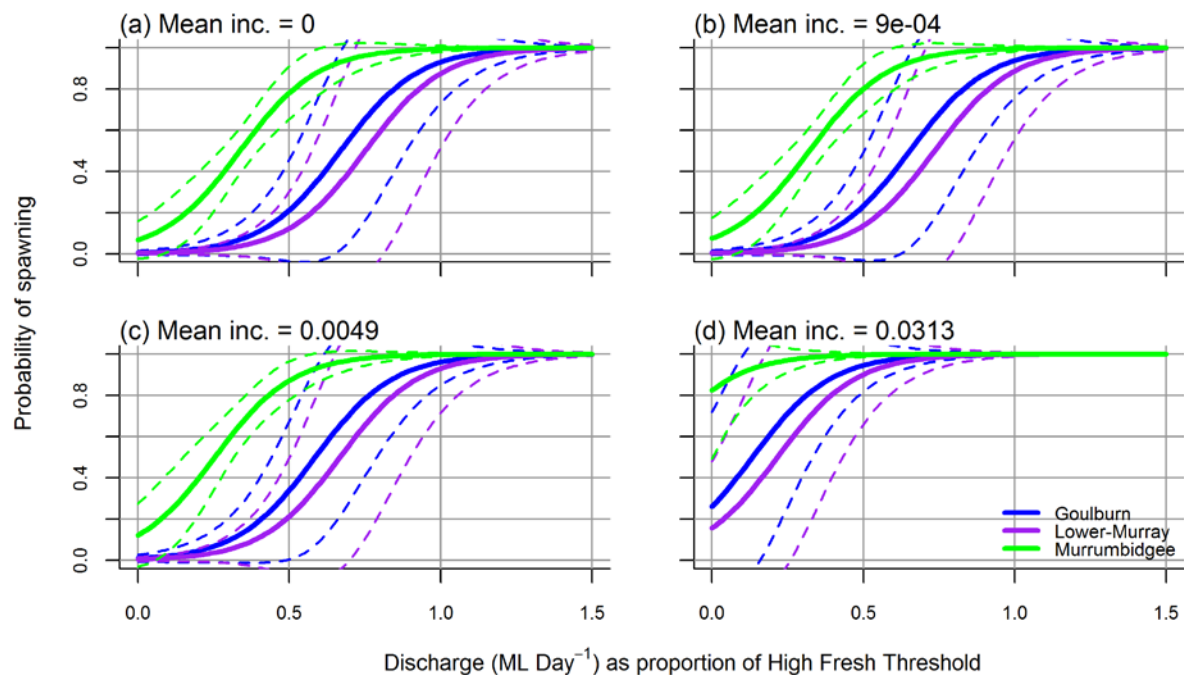 (a) Mean inc. = 0
(b) Mean inc. = 9e-04
0.8
0.4
0.0
(c) Mean inc. = 0.0049
(d) Mean inc. = 0.0313
0.8
0.4
0.0
Goulburn
Lower-Murray
Murrumbidgee
0.0 0.5 1.0 1.5
0.0 0.5 1.0 1.5
Probability of spawning
Discharge (ML Day⁻¹) as proportion of High Fresh Threshold